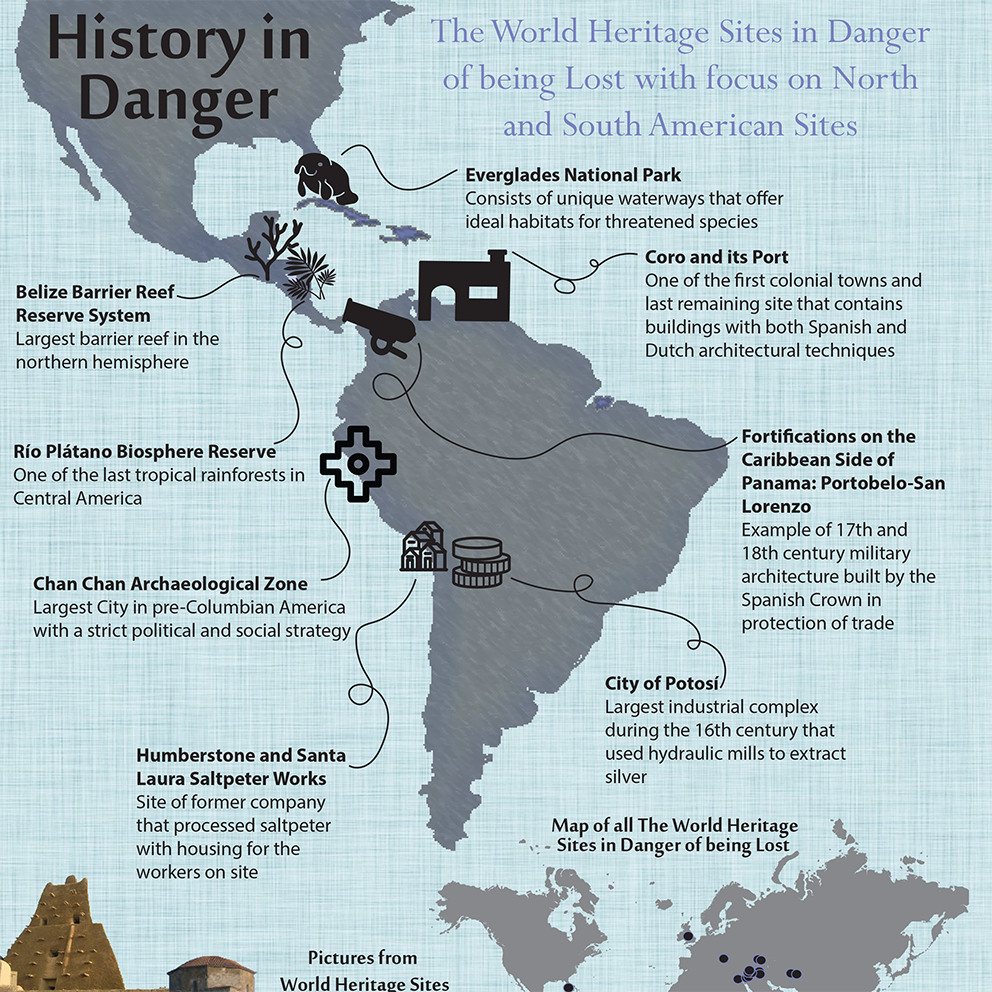 History in
Danger
The World Heritage Sites in Danger
of being Lost with focus on North
and South American Sites
Everglades National Park
Consists of unique waterways that offer
ideal habitats for threatened species
Coro and its Port
One of the first colonial towns and
last remaining site that contains
buildings with both Spanish and
Dutch architectural techniques
Belize Barrier Reef
Reserve System
Largest barrier reef in the
northern hemisphere
Río Plátano Biosphere Reserve
One of the last tropical rainforests in
Central America
Fortifications on the
Caribbean Side of
Panama: Portobelo-San
Lorenzo
Example of 17th and
18th century military
architecture built by the
Spanish Crown in
protection of trade
Chan Chan Archaeological Zone
Largest City in pre-Columbian America
with a strict political and social strategy
City of Potosí
Largest industrial complex
during the 16th century that
used hydraulic mills to extract
silver
Humberstone and Santa
Laura Saltpeter Works
Site of former company
that processed saltpeter
with housing for the
workers on site
Map of all The World Heritage
Sites in Danger of being Lost
Pictures from
World Heritage Sites